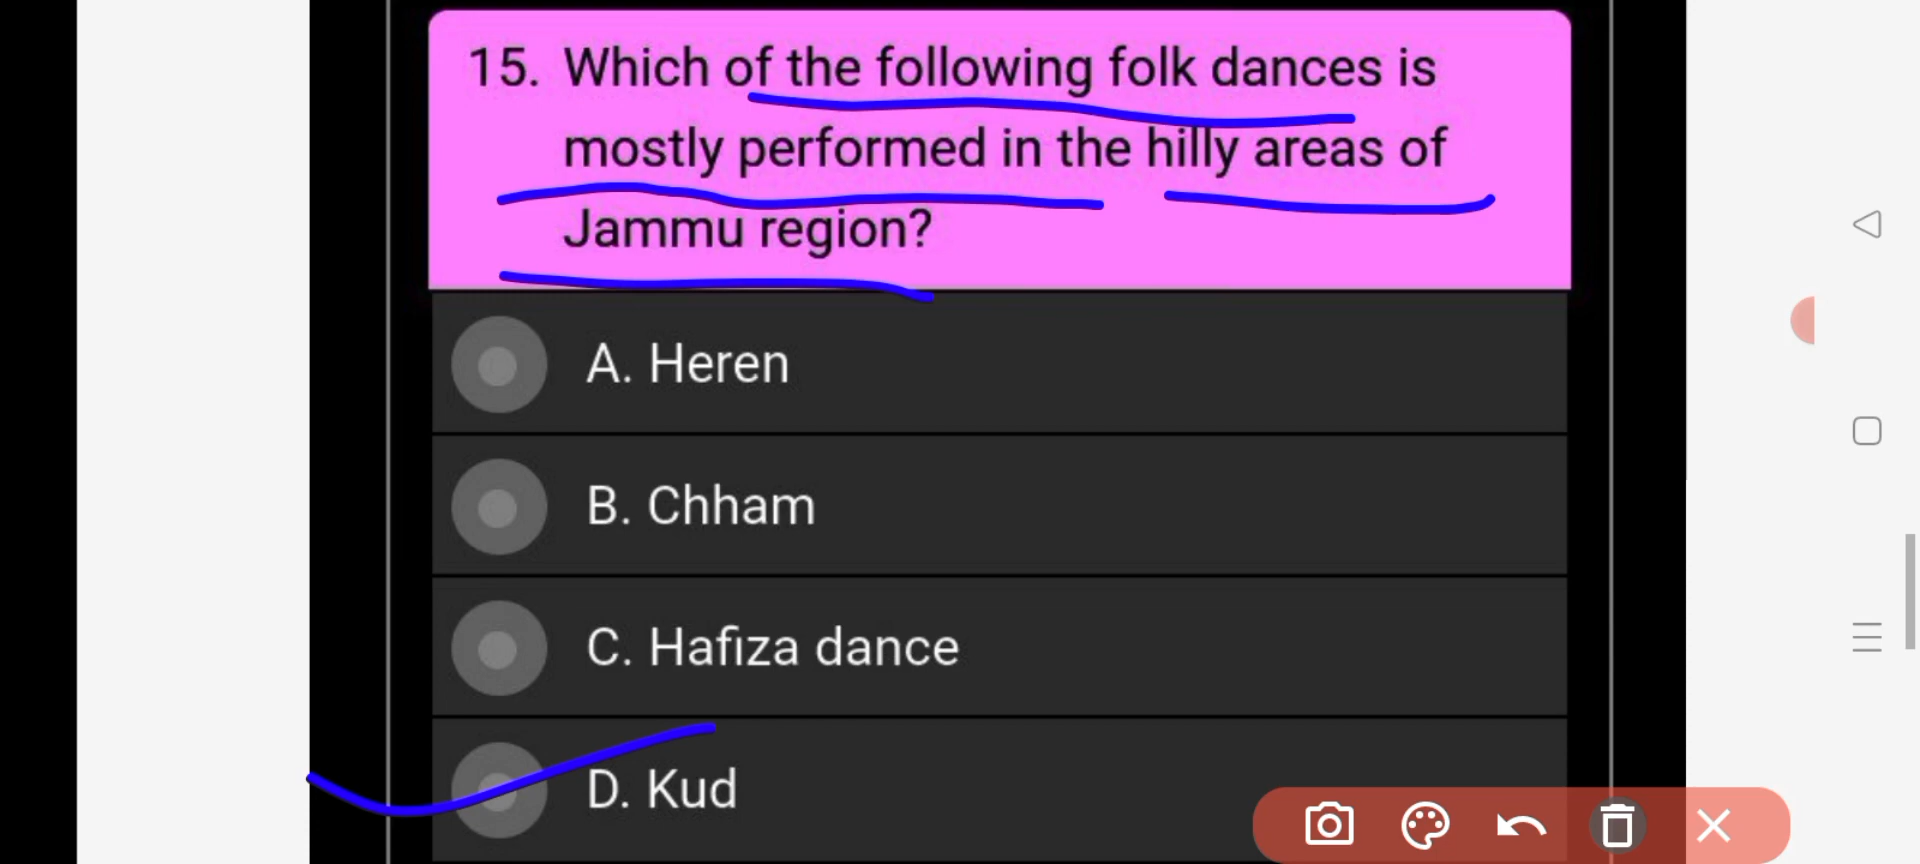 15. Which of the following folk dances is
mostly performed in the hilly areas of
Jammu region?
A. Heren
B. Chham
C. Hafiza dance
D. Kud